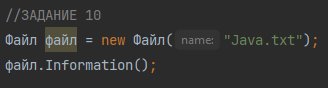 //ЗАДАНИЕ 10
Файл файл = new Файл( name: "Java.txt");
файл.Information();